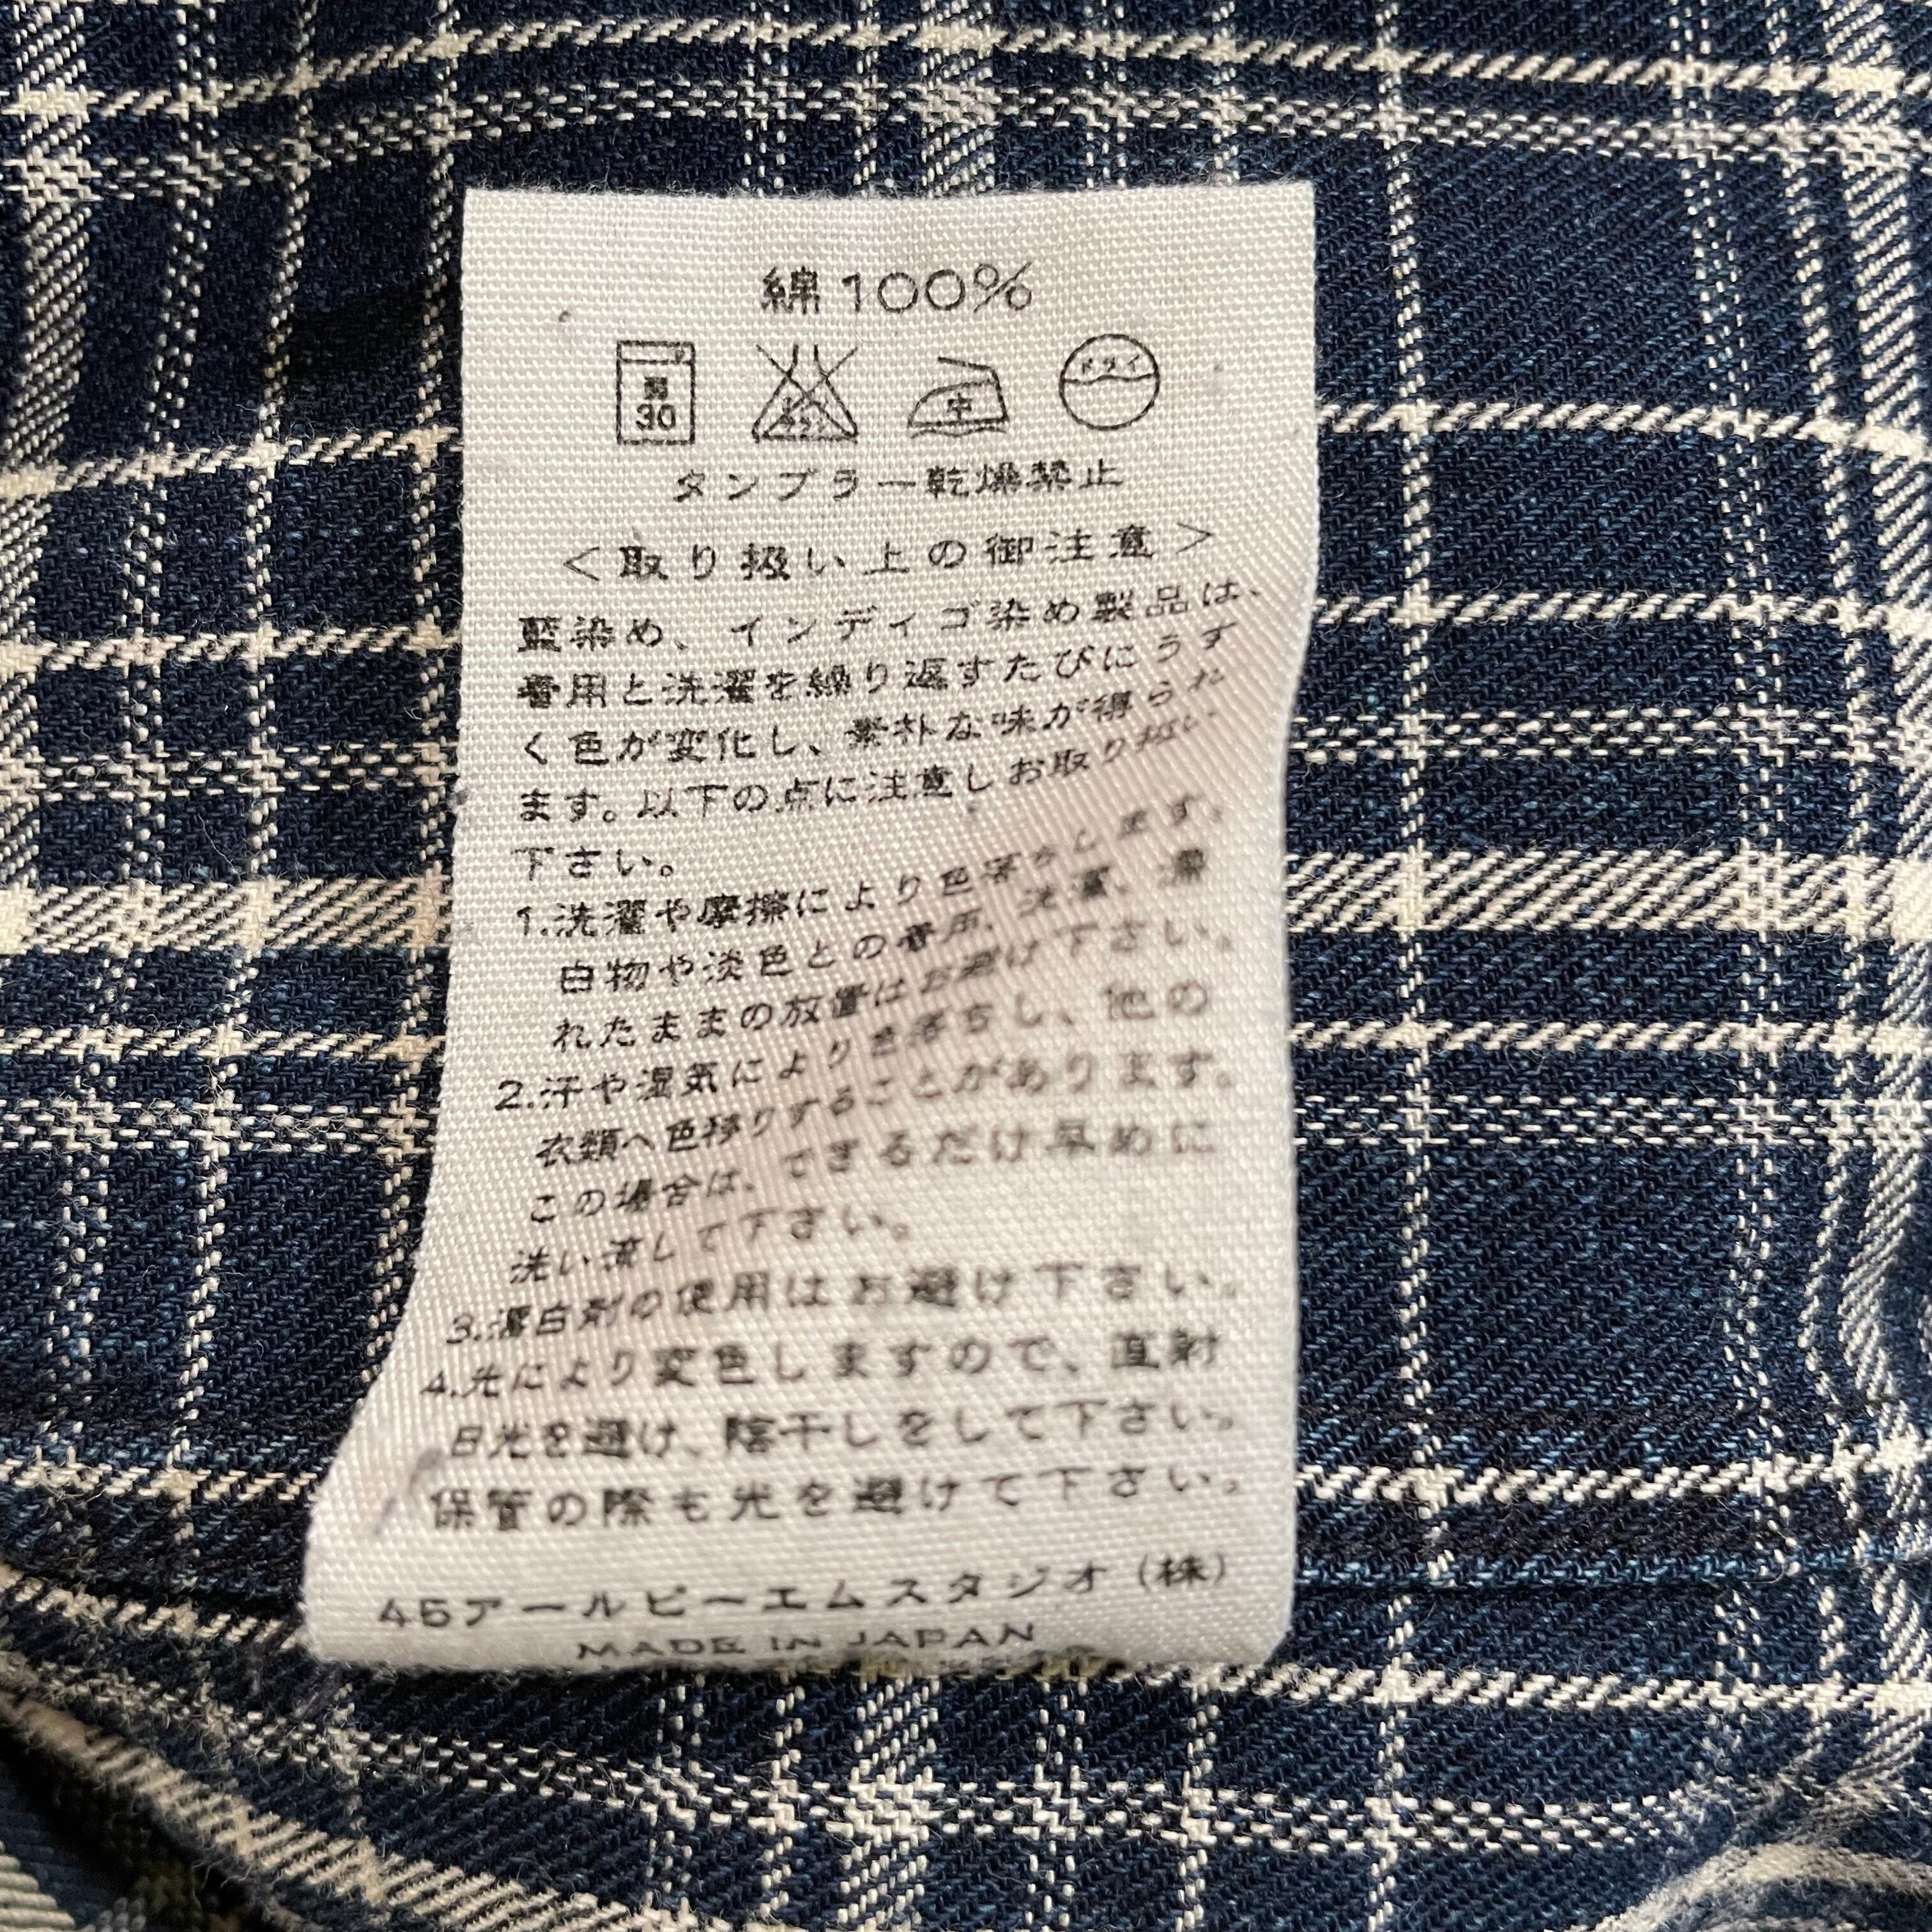 綿100%
弱 30 エンソサラシ 中 ドライ
タンブラー乾燥禁止
＜取り扱い上の御注意＞
藍染め、インディゴ染め製品は、
着用と洗濯を繰り返すたびにうす
く色が変化し、素朴な味が得られ
ます。以下の点に注意しお取り扱い
下さい。
1.洗濯や摩擦により色落ちします。
白物や淡色との着用、洗濯、濡
れたままの放置はお避け下さい。
2.汗や湿気により色落ちし、他の
衣類へ色移りすることがあります。
この場合は、できるだけ早めに
洗い流して下さい。
3.漂白剤の使用はお避け下さい。
4.光により変色しますので、直射
日光を避け、陰干しをして下さい。
保管の際も光を避けて下さい。
45アールピーエムスタジオ(株)
MADE IN JAPAN